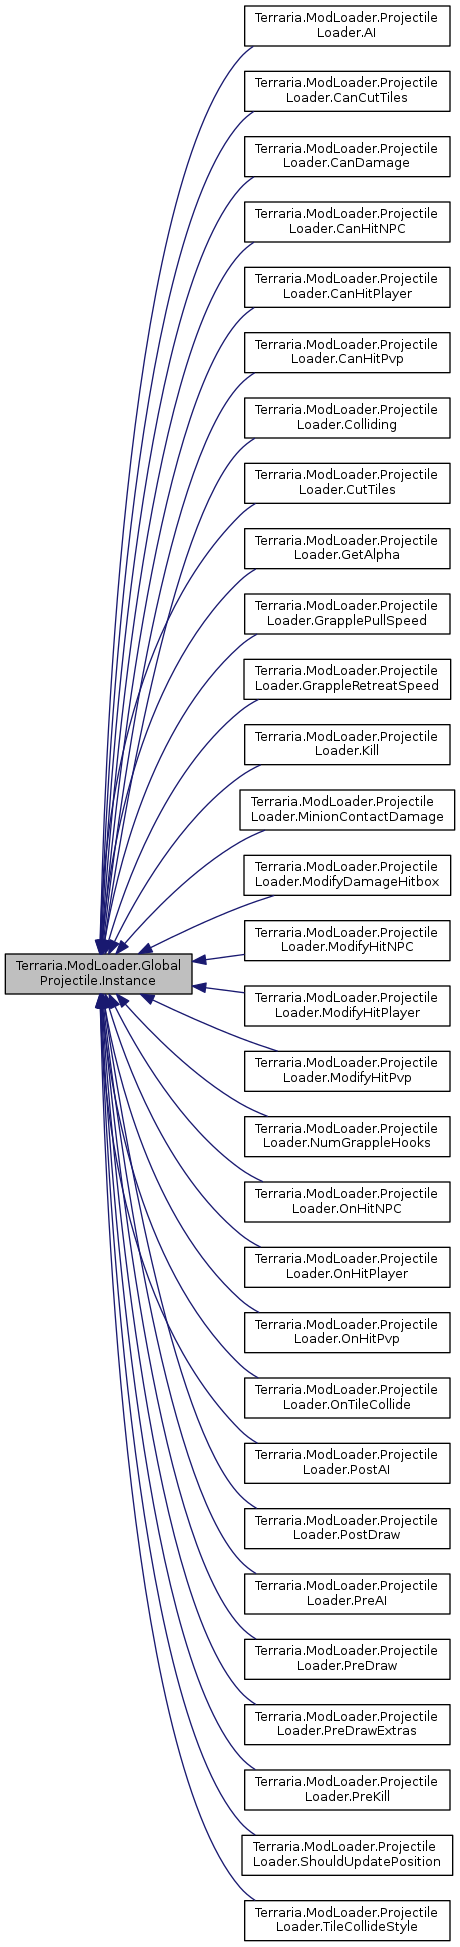 Terraria.ModLoader.Projectile
Loader.AI
Terraria.ModLoader.Projectile
Loader.CanCutTiles
Terraria.ModLoader.Projectile
Loader.CanDamage
Terraria.ModLoader.Projectile
Loader.CanHitNPC
Terraria.ModLoader.Projectile
Loader.CanHitPlayer
Terraria.ModLoader.Projectile
Loader.CanHitPvp
Terraria.ModLoader.Projectile
Loader.Colliding
Terraria.ModLoader.Projectile
Loader.CutTiles
Terraria.ModLoader.Projectile
Loader.GetAlpha
Terraria.ModLoader.Projectile
Loader.GrapplePullSpeed
Terraria.ModLoader.Projectile
Loader.GrappleRetreatSpeed
Terraria.ModLoader.Projectile
Loader.Kill
Terraria.ModLoader.Projectile
Loader.MinionContactDamage
Terraria.ModLoader.Projectile
Loader.ModifyDamageHitbox
Terraria.ModLoader.Projectile
Loader.ModifyHitNPC
Terraria.ModLoader.Global
Projectile.Instance
Terraria.ModLoader.Projectile
Loader.ModifyHitPlayer
Terraria.ModLoader.Projectile
Loader.ModifyHitPvp
Terraria.ModLoader.Projectile
Loader.NumGrappleHooks
Terraria.ModLoader.Projectile
Loader.OnHitNPC
Terraria.ModLoader.Projectile
Loader.OnHitPlayer
Terraria.ModLoader.Projectile
Loader.OnHitPvp
Terraria.ModLoader.Projectile
Loader.OnTileCollide
Terraria.ModLoader.Projectile
Loader.PostAI
Terraria.ModLoader.Projectile
Loader.PostDraw
Terraria.ModLoader.Projectile
Loader.PreAI
Terraria.ModLoader.Projectile
Loader.PreDraw
Terraria.ModLoader.Projectile
Loader.PreDrawExtras
Terraria.ModLoader.Projectile
Loader.PreKill
Terraria.ModLoader.Projectile
Loader.ShouldUpdatePosition
Terraria.ModLoader.Projectile
Loader.TileCollideStyle